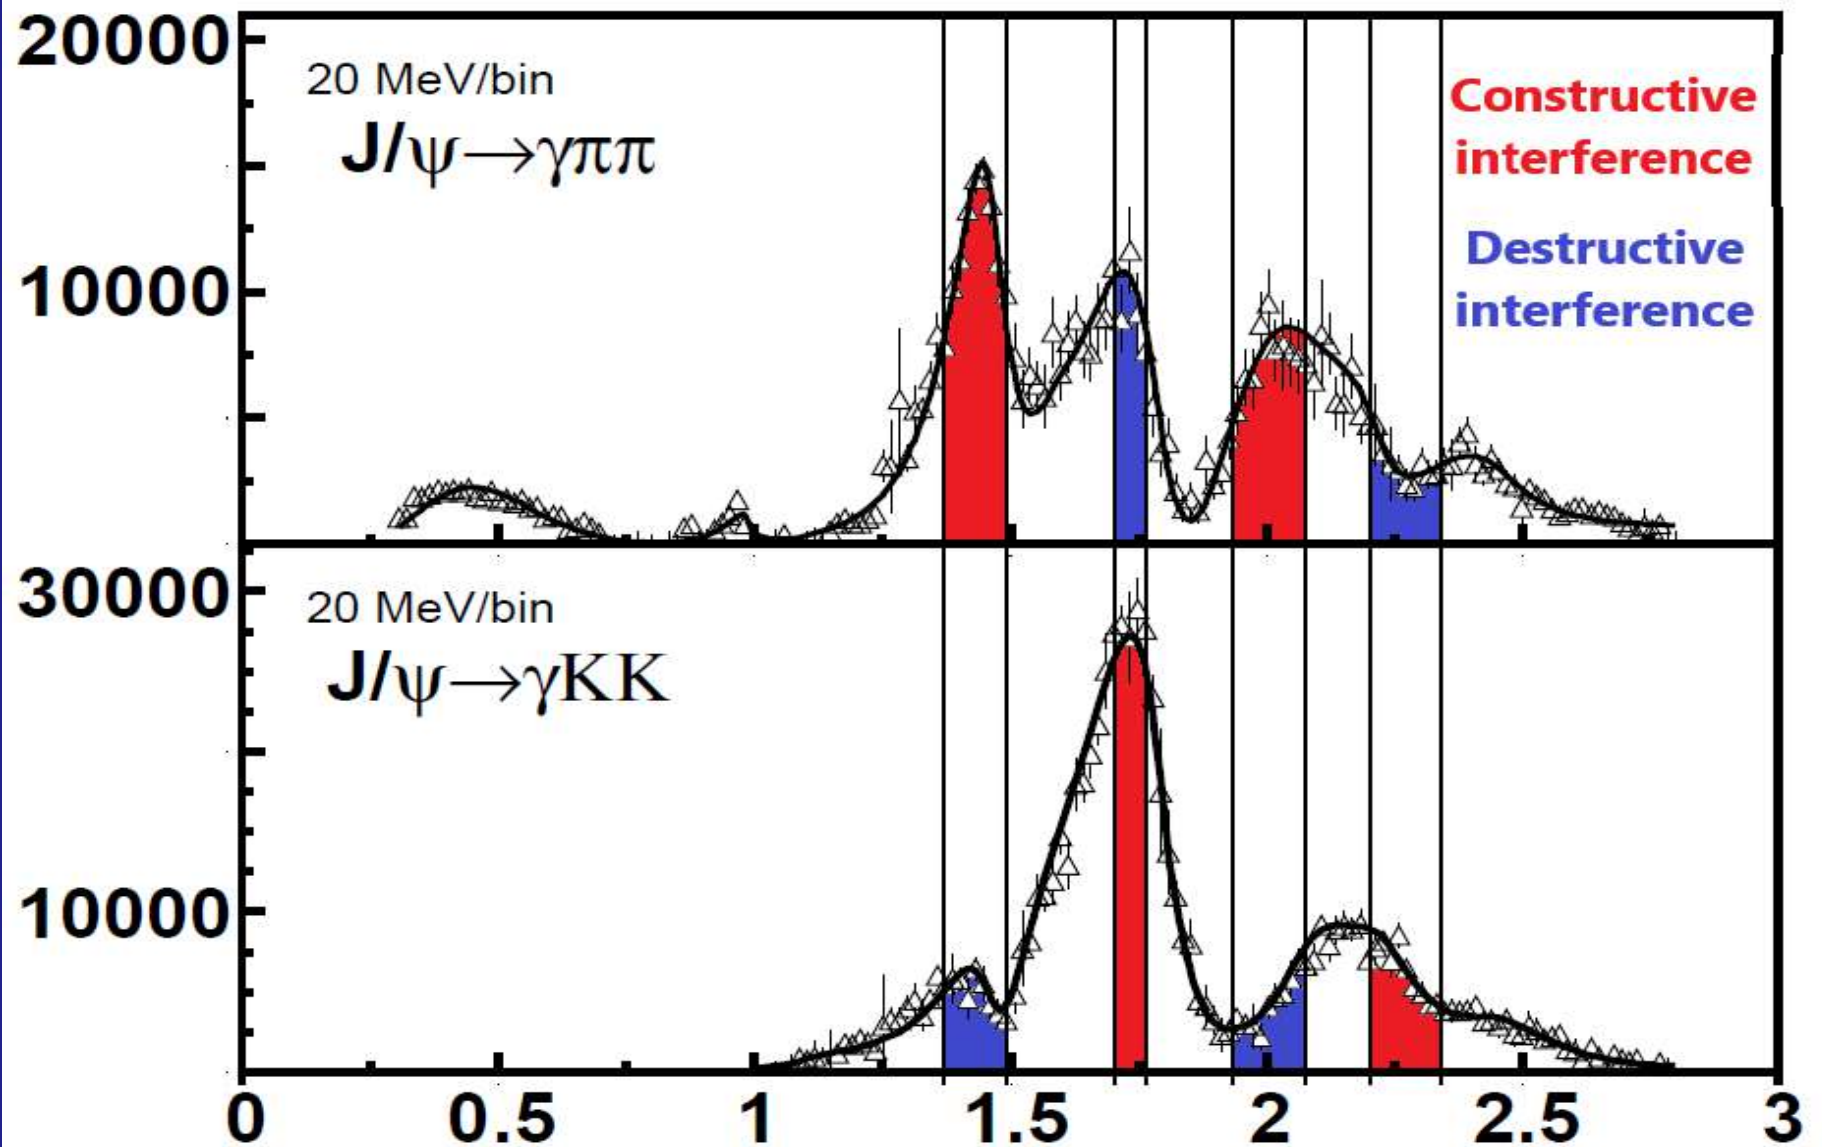 20000
20 MeV/bin
J/ψ→γππ
Constructive
interference
Destructive
interference
10000
30000
20 MeV/bin
J/ψ→γKK
10000
0 0.5 1 1.5 2 2.5 3